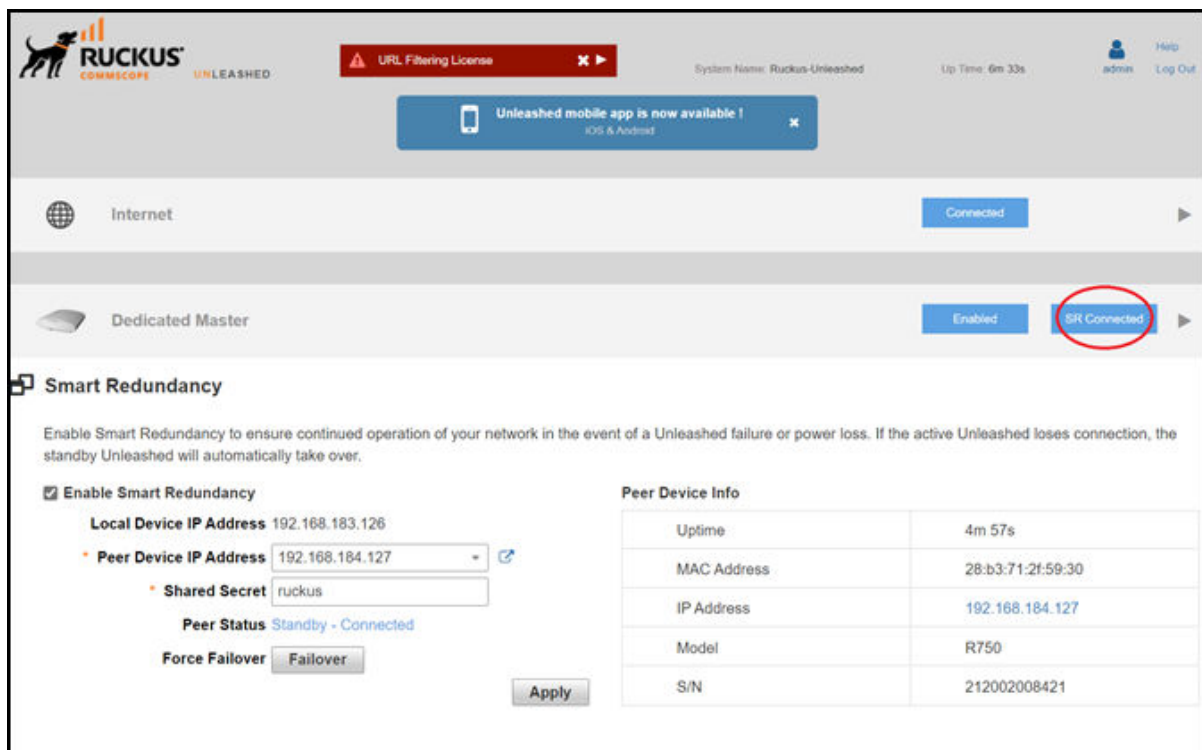 RUCKUS®
COMMSCOPE
UNLEASHED
URL Filtering License
System Name: Ruckus-Unleashed
Up Time: 6m 33s
admin
Help
Log Out
Unleashed mobile app is now available !
iOS & Android
Internet
Connected
Dedicated Master
Enabled
SR Connected
Smart Redundancy
Enable Smart Redundancy to ensure continued operation of your network in the event of a Unleashed failure or power loss. If the active Unleashed loses connection, the
standby Unleashed will automatically take over.
Enable Smart Redundancy
Local Device IP Address 192.168.183.126
* Peer Device IP Address 192.168.184.127
* Shared Secret ruckus
Peer Status Standby - Connected
Force Failover Failover
Apply
Peer Device Info
Uptime 4m 57s
MAC Address 28:b3:71:2f:59:30
IP Address 192.168.184.127
Model R750
S/N 212002008421